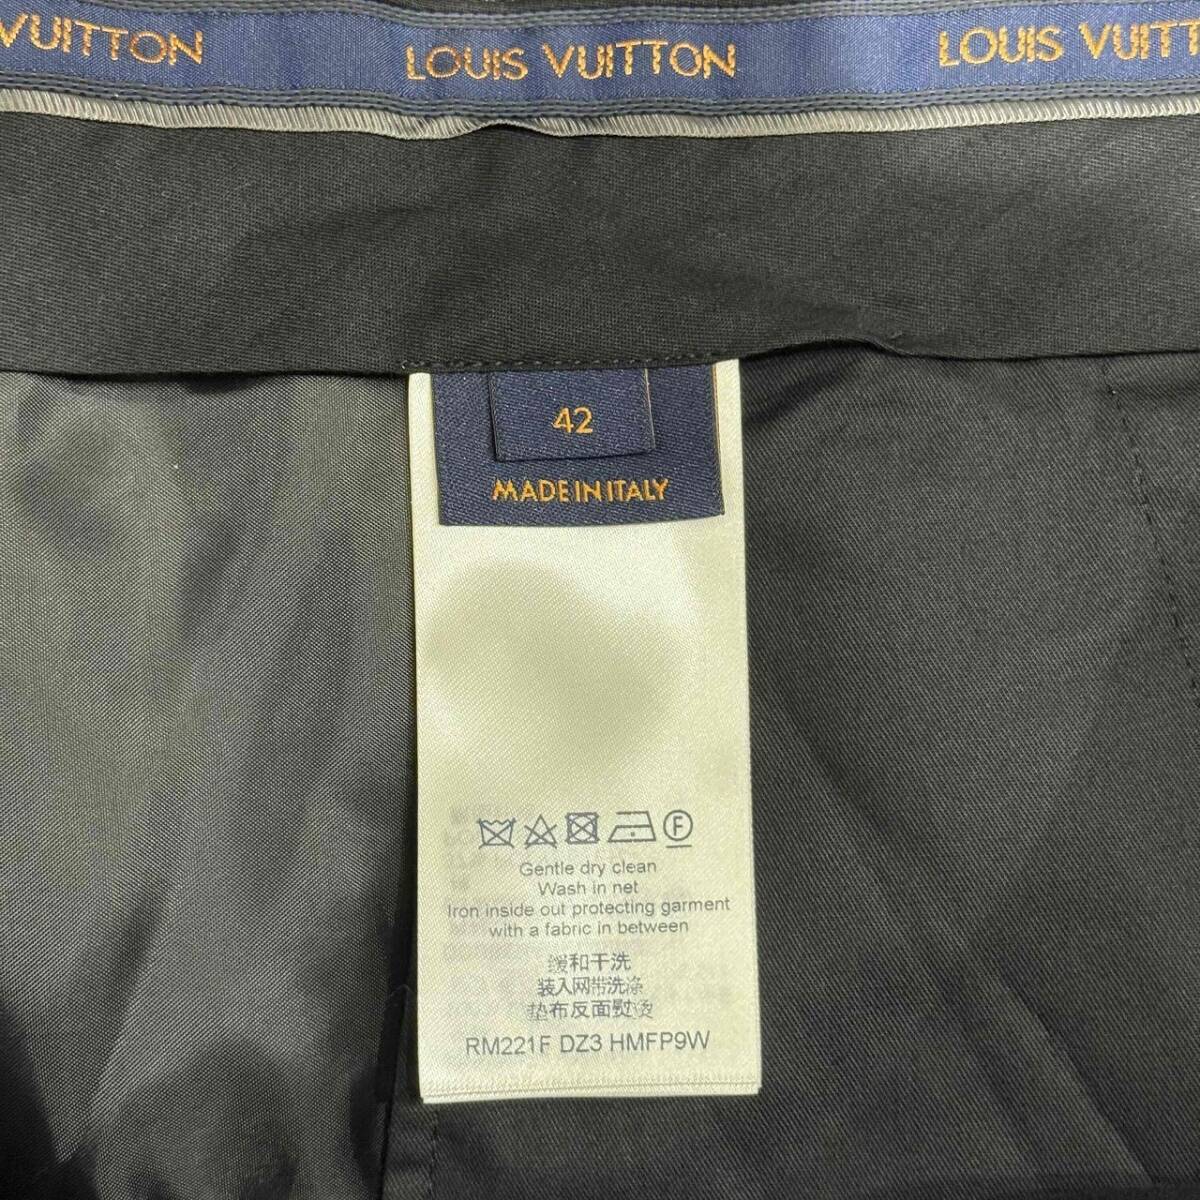 VUITTON LOUIS VUITTON LOUIS VUITT
42
MADE IN ITALY
F
Gentle dry clean
Wash in net
Iron inside out protecting garment
with a fabric in between
缓和干洗
装入网带洗涤
垫布反面熨烫
RM221F DZ3 HMFP9W